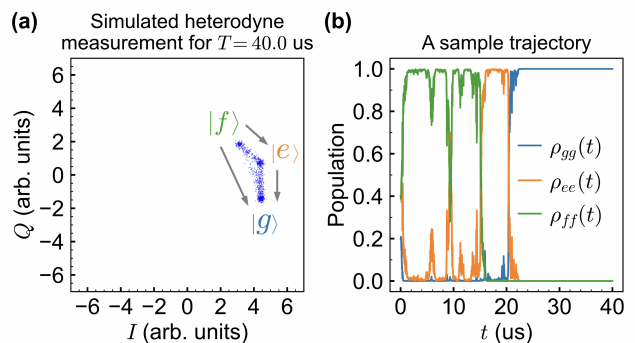 (a)
Simulated heterodyne
measurement for T = 40.0 us
Q (arb. units)
6
4
2
0
−2
−4
−6
|f⟩
|e⟩
|g⟩
−6 −4 −2 0 2 4 6
I (arb. units)
(b)
A sample trajectory
Population
1.0
0.8
0.6
0.4
0.2
0.0
ρgg(t)
ρee(t)
ρff(t)
0 10 20 30 40
t (us)